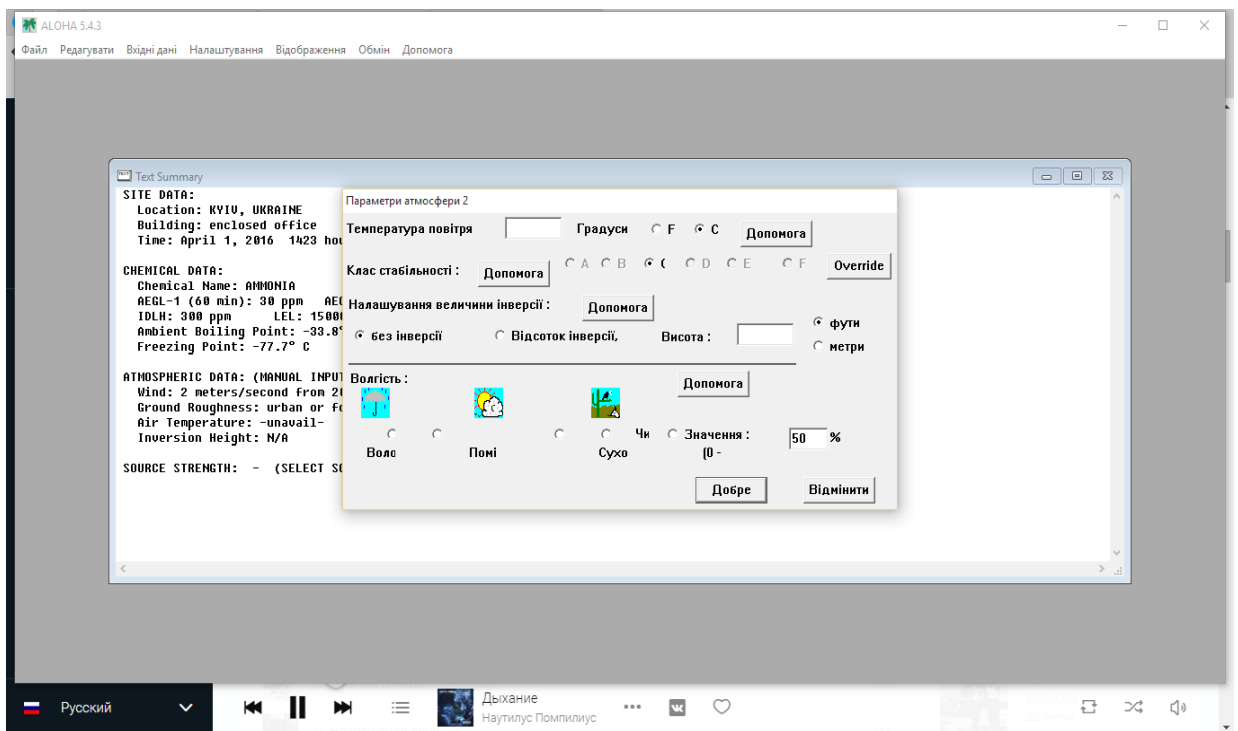 ALOHA 5.4.3
Файл Редагувати Вхідні дані Налаштування Відображення Обмін Допомога
Text Summary
SITE DATA:
Location: KYIV, UKRAINE
Building: enclosed office
Time: April 1, 2016 1423 hou
CHEMICAL DATA:
Chemical Name: AMMONIA
AEGL-1 (60 min): 30 ppm AE
IDLH: 300 ppm LEL: 1500
Ambient Boiling Point: -33.8°
Freezing Point: -77.7° C
ATMOSPHERIC DATA: (MANUAL INPUT
Wind: 2 meters/second from 20
Ground Roughness: urban or fo
Air Temperature: -unavail-
Inversion Height: N/A
SOURCE STRENGTH: - (SELECT SO
Параметри атмосфери 2
Температура повітря Градуси F C Допомога
Клас стабільності : Допомога A B C D E F Override
Налашування величини інверсії : Допомога
без інверсії Відсоток інверсії, Висота : фути
метри
Волгість : Допомога
Чи Значення : 50 %
Воло Помі Сухо (0 -
Добре Відмінити
Русский
Дыхание
Наутилус Помпилиус